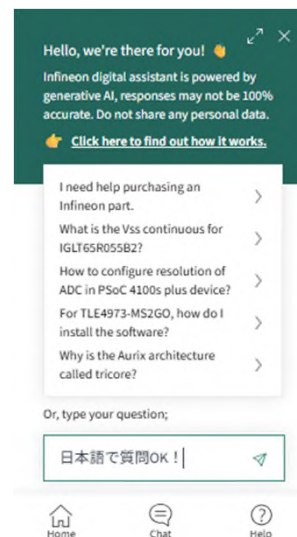 Hello, we're there for you! 👋
Infineon digital assistant is powered by
generative AI, responses may not be 100%
accurate. Do not share any personal data.
👉 Click here to find out how it works.
I need help purchasing an
Infineon part.
What is the Vss continuous for
IGLT65R055B2?
How to configure resolution of
ADC in PSoC 4100s plus device?
For TLE4973-MS2GO, how do I
install the software?
Why is the Aurix architecture
called tricore?
Or, type your question;
日本語で質問OK！
Home
Chat
Help